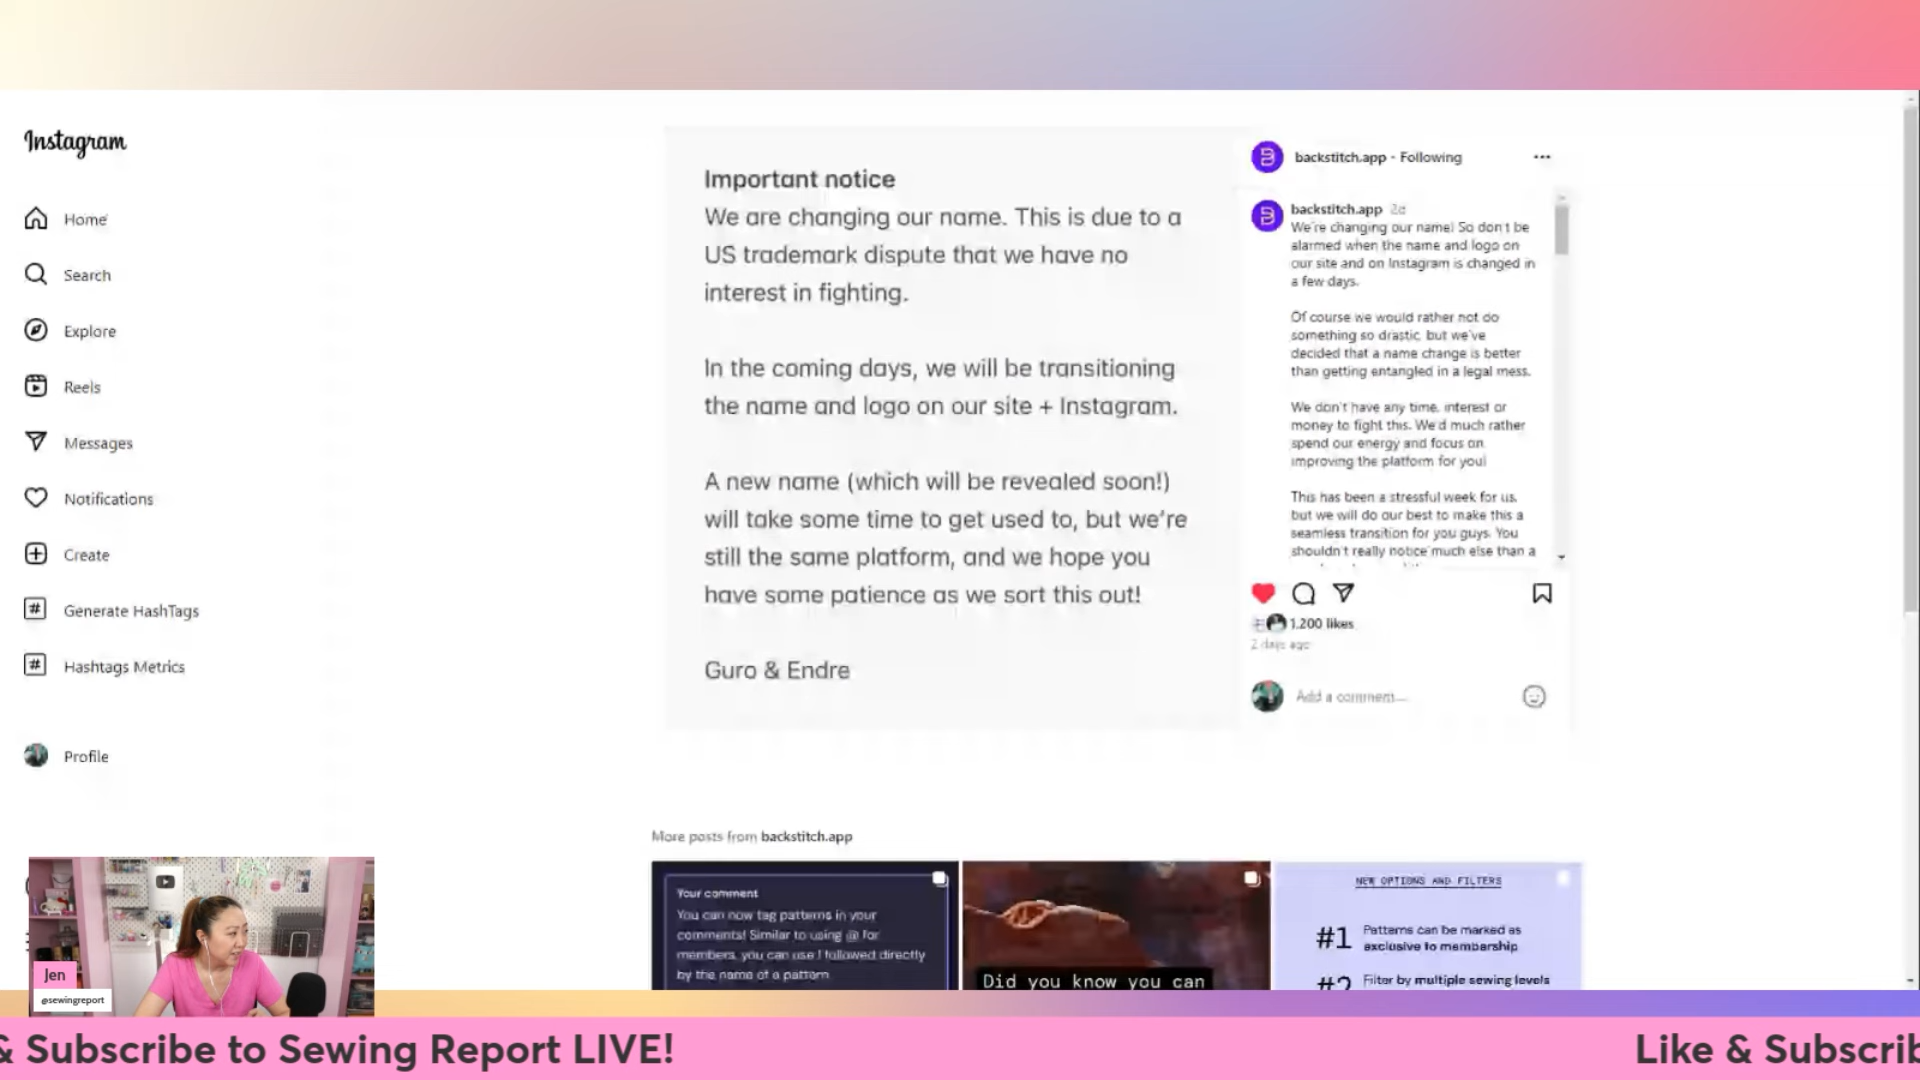 Instagram
Home
Search
Explore
Reels
Messages
Notifications
Create
Generate HashTags
Hashtags Metrics
Profile
Important notice
We are changing our name. This is due to a
US trademark dispute that we have no
interest in fighting.
In the coming days, we will be transitioning
the name and logo on our site + Instagram.
A new name (which will be revealed soon!)
will take some time to get used to, but we're
still the same platform, and we hope you
have some patience as we sort this out!
Guro & Endre
backstitch.app - Following
backstitch.app 2d
We're changing our name! So don't be
alarmed when the name and logo on
our site and on Instagram is changed in
a few days.
Of course we would rather not do
something so drastic, but we've
decided that a name change is better
than getting entangled in a legal mess.
We don't have any time, interest or
money to fight this. We'd much rather
spend our energy and focus on
improving the platform for you!
This has been a stressful week for us,
but we will do our best to make this a
seamless transition for you guys. You
shouldn't really notice much else than a
1,200 likes
2 days ago
Add a comment...
More posts from backstitch.app
Your comment
You can now tag patterns in your
comments! Similar to using @ for
members, you can use ! followed directly
by the name of a pattern
Did you know you can
NEW OPTIONS AND FILTERS
#1 Patterns can be marked as
exclusive to membership
#2 Filter by multiple sewing levels
Jen
@sewingreport
& Subscribe to Sewing Report LIVE!
Like & Subscrib